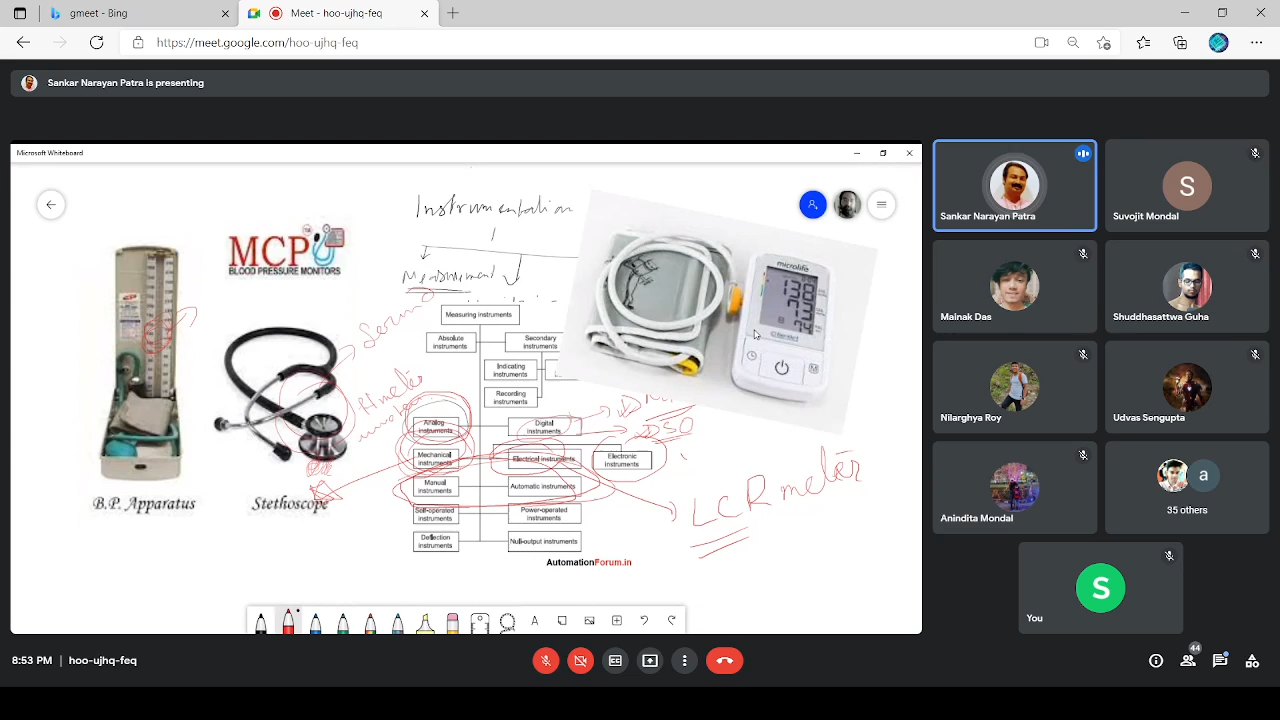 gmeet - Bing
Meet - hoo-ujhq-feq
https://meet.google.com/hoo-ujhq-feq
Sankar Narayan Patra is presenting
Microsoft Whiteboard
Instrumentation
Measurement
MCP
BLOOD PRESSURE MONITORS
B.P. Apparatus
Stethoscope
Measuring instruments
Absolute
instruments
Secondary
instruments
Indicating
instruments
Recording
instruments
Analog
instruments
Digital
instruments
Mechanical
instruments
Electrical instruments
Electronic
instruments
Manual
instruments
Automatic instruments
Self-operated
instruments
Power-operated
instruments
Deflection
instruments
Null-output instruments
AutomationForum.in
DSO
LCR meter
microlife
M
A
Sankar Narayan Patra
S
Suvojit Mondal
Mainak Das
Shuddhasattwa Guha
Nilarghya Roy
Udvas Sengupta
Anindita Mondal
a
35 others
S
You
8:53 PM | hoo-ujhq-feq
44